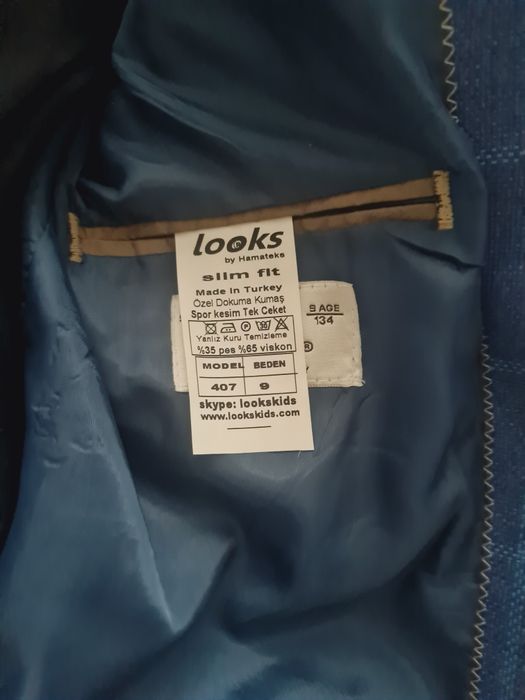 looks
by Hamateks
slim fit
Made in Turkey
Özel Dokuma Kumaş
Spor kesim Tek Ceket
Yanlız Kuru Temizleme
%35 pes %65 viskon
MODEL BEDEN
407 9
skype: lookskids
www.lookskids.com
9 AGE
134
®